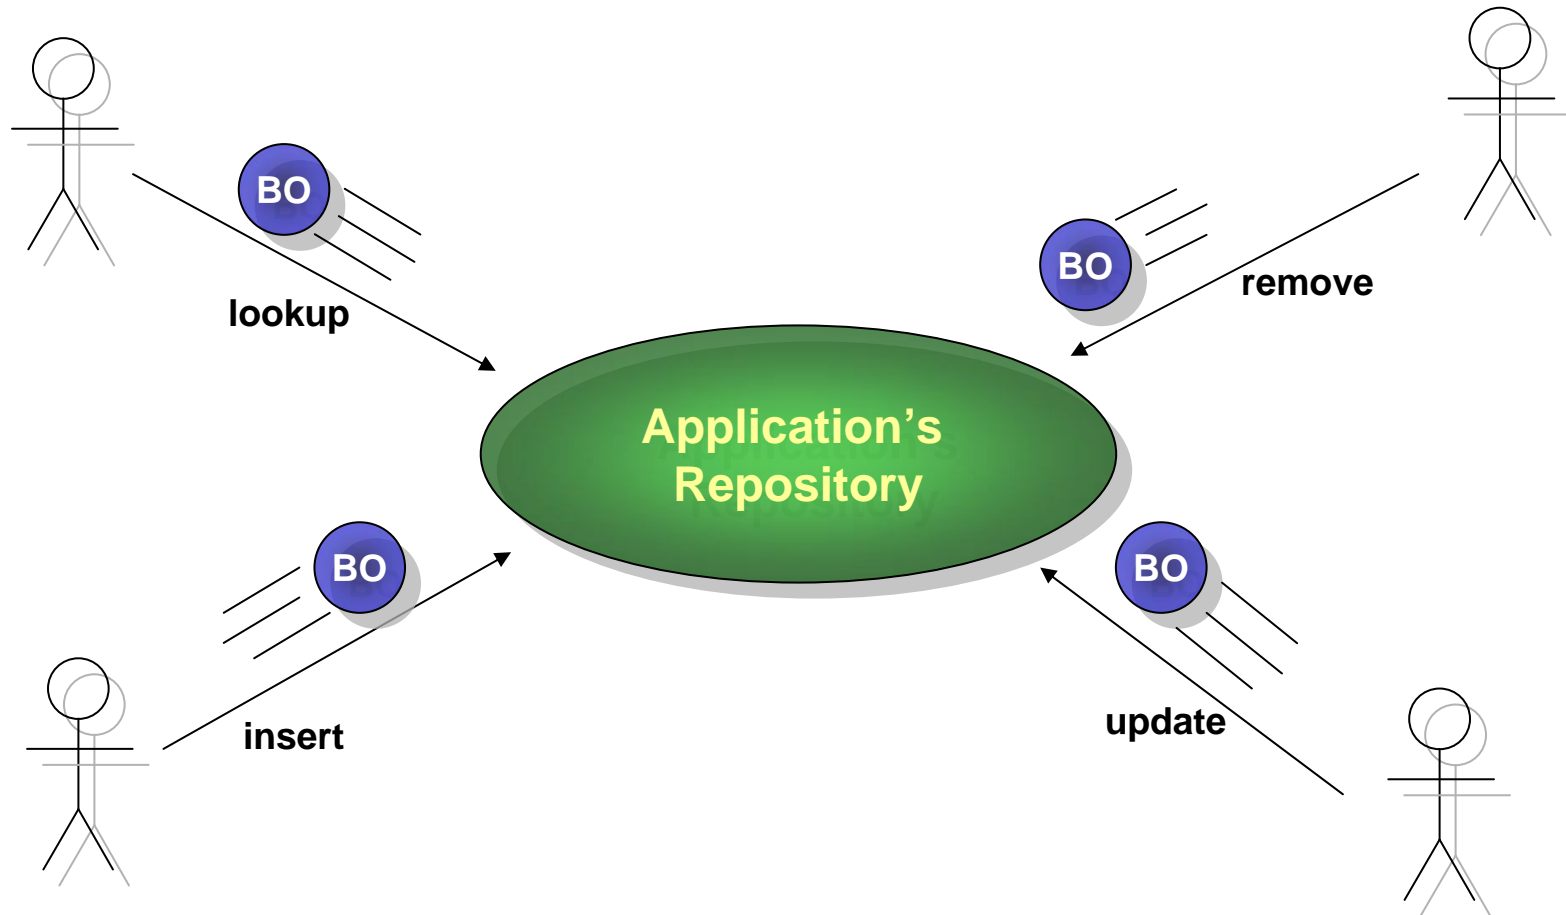 BO
BO
lookup
remove
Application’s
Repository
BO
BO
insert
update